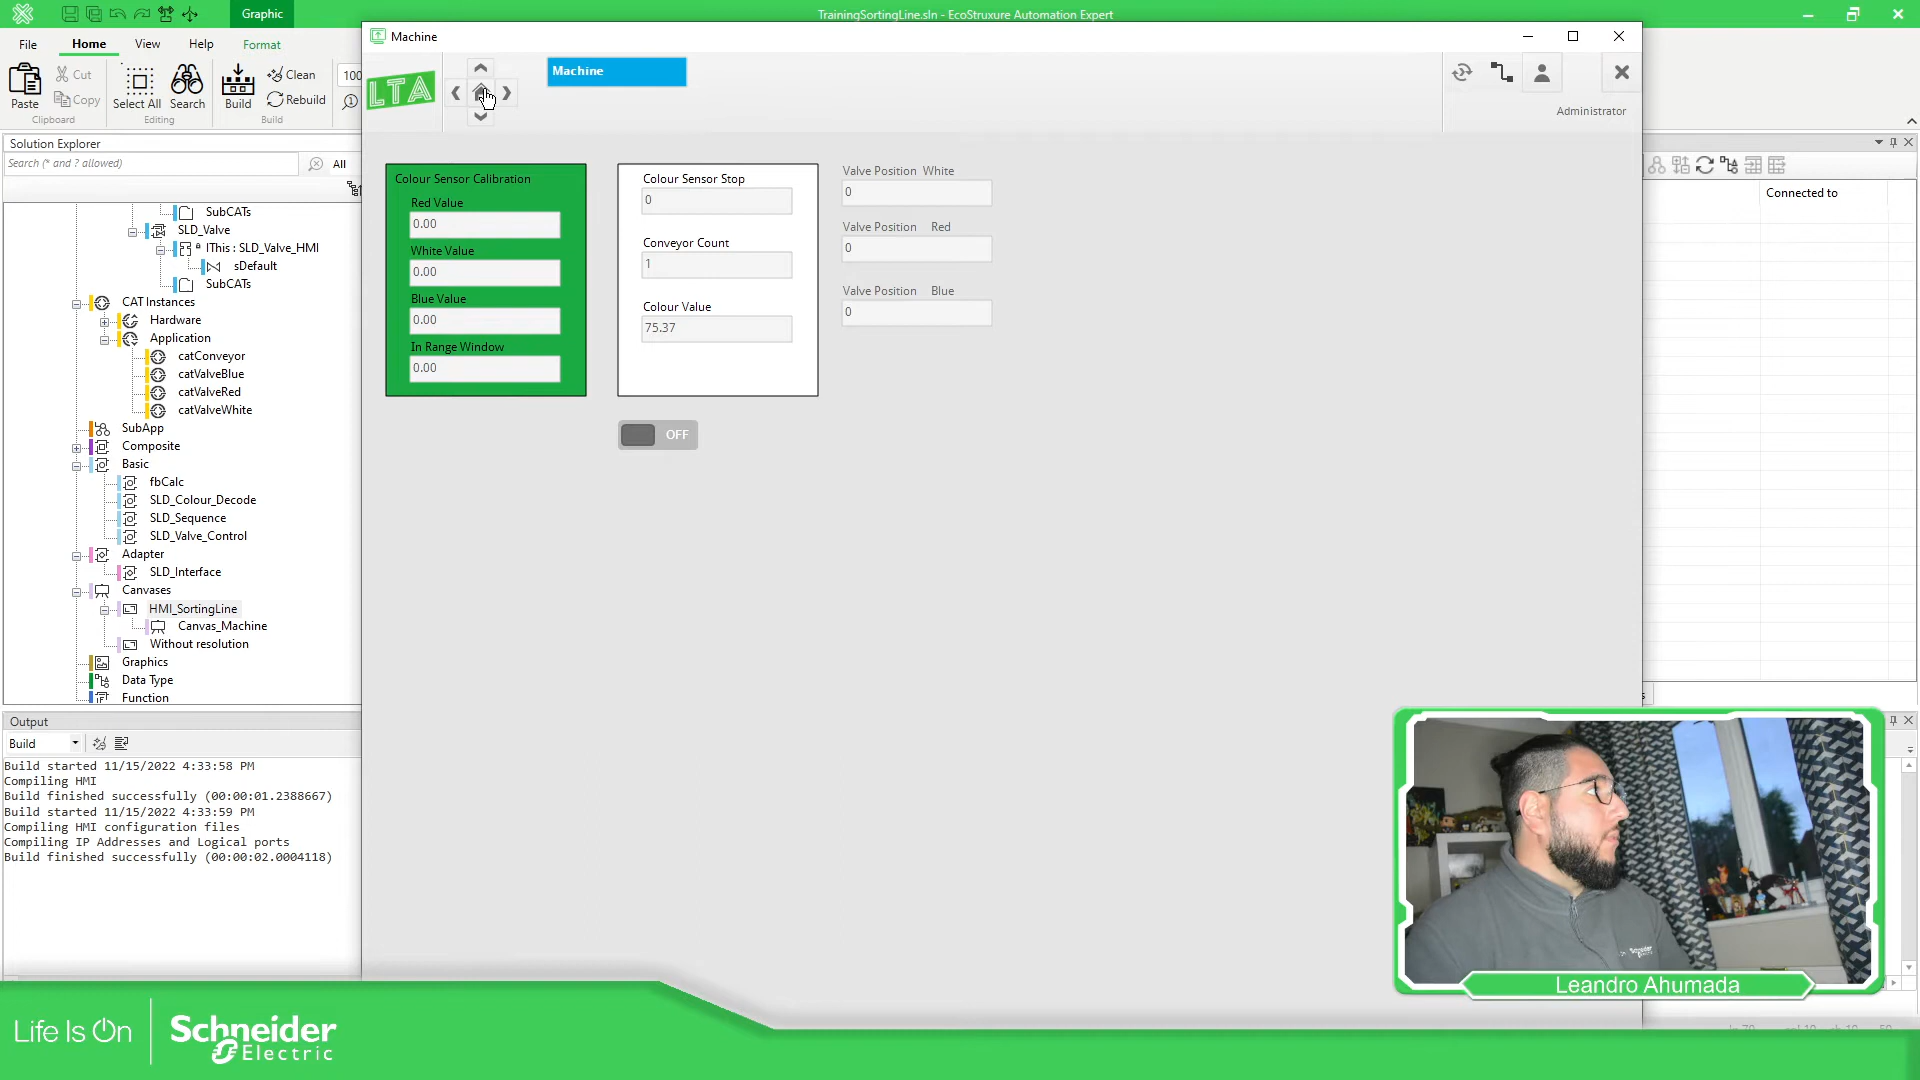 Graphic
TrainingSortingLine.sln - EcoStruxure Automation Expert
File
Home
View
Help
Format
Paste
Cut
Copy
Clipboard
Select All
Search
Editing
Build
Clean
Rebuild
Build
100
Solution Explorer
Search (* and ? allowed)
All
SubCATs
SLD_Valve
IThis : SLD_Valve_HMI
sDefault
SubCATs
CAT Instances
Hardware
Application
catConveyor
catValveBlue
catValveRed
catValveWhite
SubApp
Composite
Basic
fbCalc
SLD_Colour_Decode
SLD_Sequence
SLD_Valve_Control
Adapter
SLD_Interface
Canvases
HMI_SortingLine
Canvas_Machine
Without resolution
Graphics
Data Type
Function
Output
Build
Build started 11/15/2022 4:33:58 PM
Compiling HMI
Build finished successfully (00:00:01.2388667)
Build started 11/15/2022 4:33:59 PM
Compiling HMI configuration files
Compiling IP Addresses and Logical ports
Build finished successfully (00:00:02.0004118)
Machine
LTA
Machine
Administrator
Colour Sensor Calibration
Red Value
0.00
White Value
0.00
Blue Value
0.00
In Range Window
0.00
Colour Sensor Stop
0
Conveyor Count
1
Colour Value
75.37
OFF
Valve Position White
0
Valve Position Red
0
Valve Position Blue
0
Connected to
Leandro Ahumada
Life Is On
Schneider
Electric